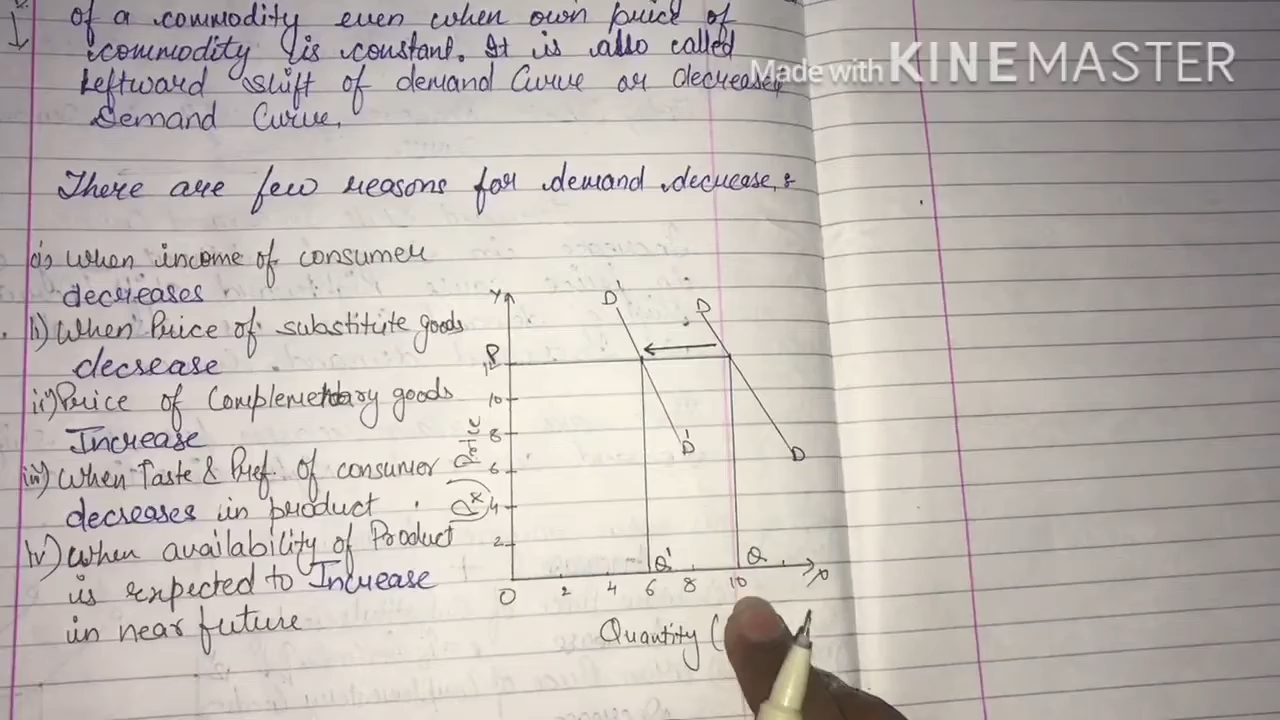 of a commodity even when own price of
commodity is constant. It is also called
Leftward shift of demand Curve or decrease
Demand Curve.
Made with KINEMASTER
There are few reasons for demand decrease,
i) When income of consumer
decreases
ii) When Price of substitute goods
decrease
iii) Price of Complementary goods
Increase
iii) When Taste & Pref. of consumer
decreases in product
iv) When availability of Product
is expected to Increase
in near future
Y
D'
D
P
10
8
6
4
2
Price
(Px)
D'
D
Q'
Q
0 2 4 6 8 10
Quantity (